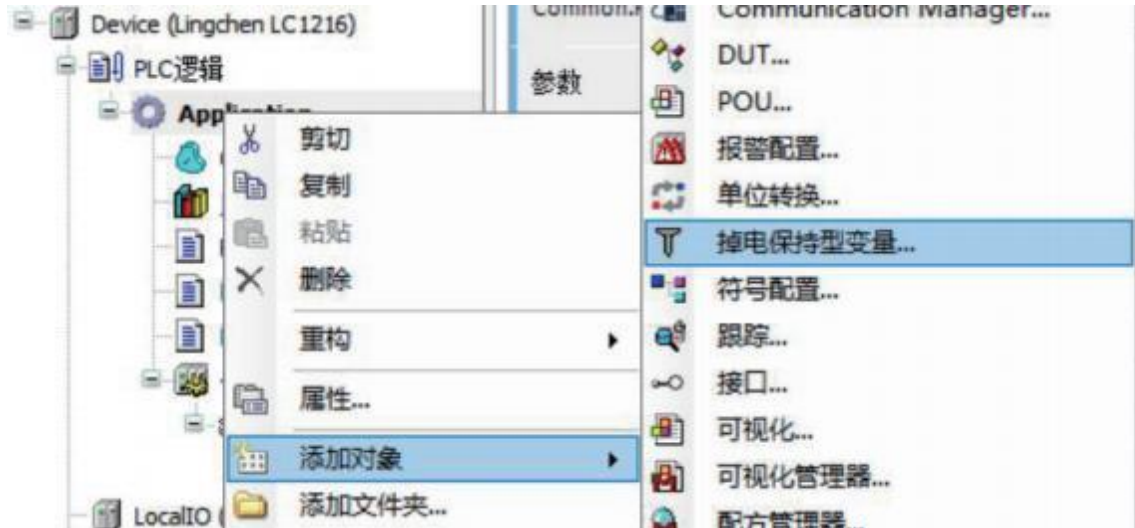 Device (Lingchen LC1216)
PLC逻辑
Application
剪切
复制
粘贴
删除
重构
属性...
添加对象
添加文件夹...
LocalIO (
参数
Communication Manager...
DUT...
POU...
报警配置...
单位转换...
掉电保持型变量...
符号配置...
跟踪...
接口...
可视化...
可视化管理器...
配方管理器...